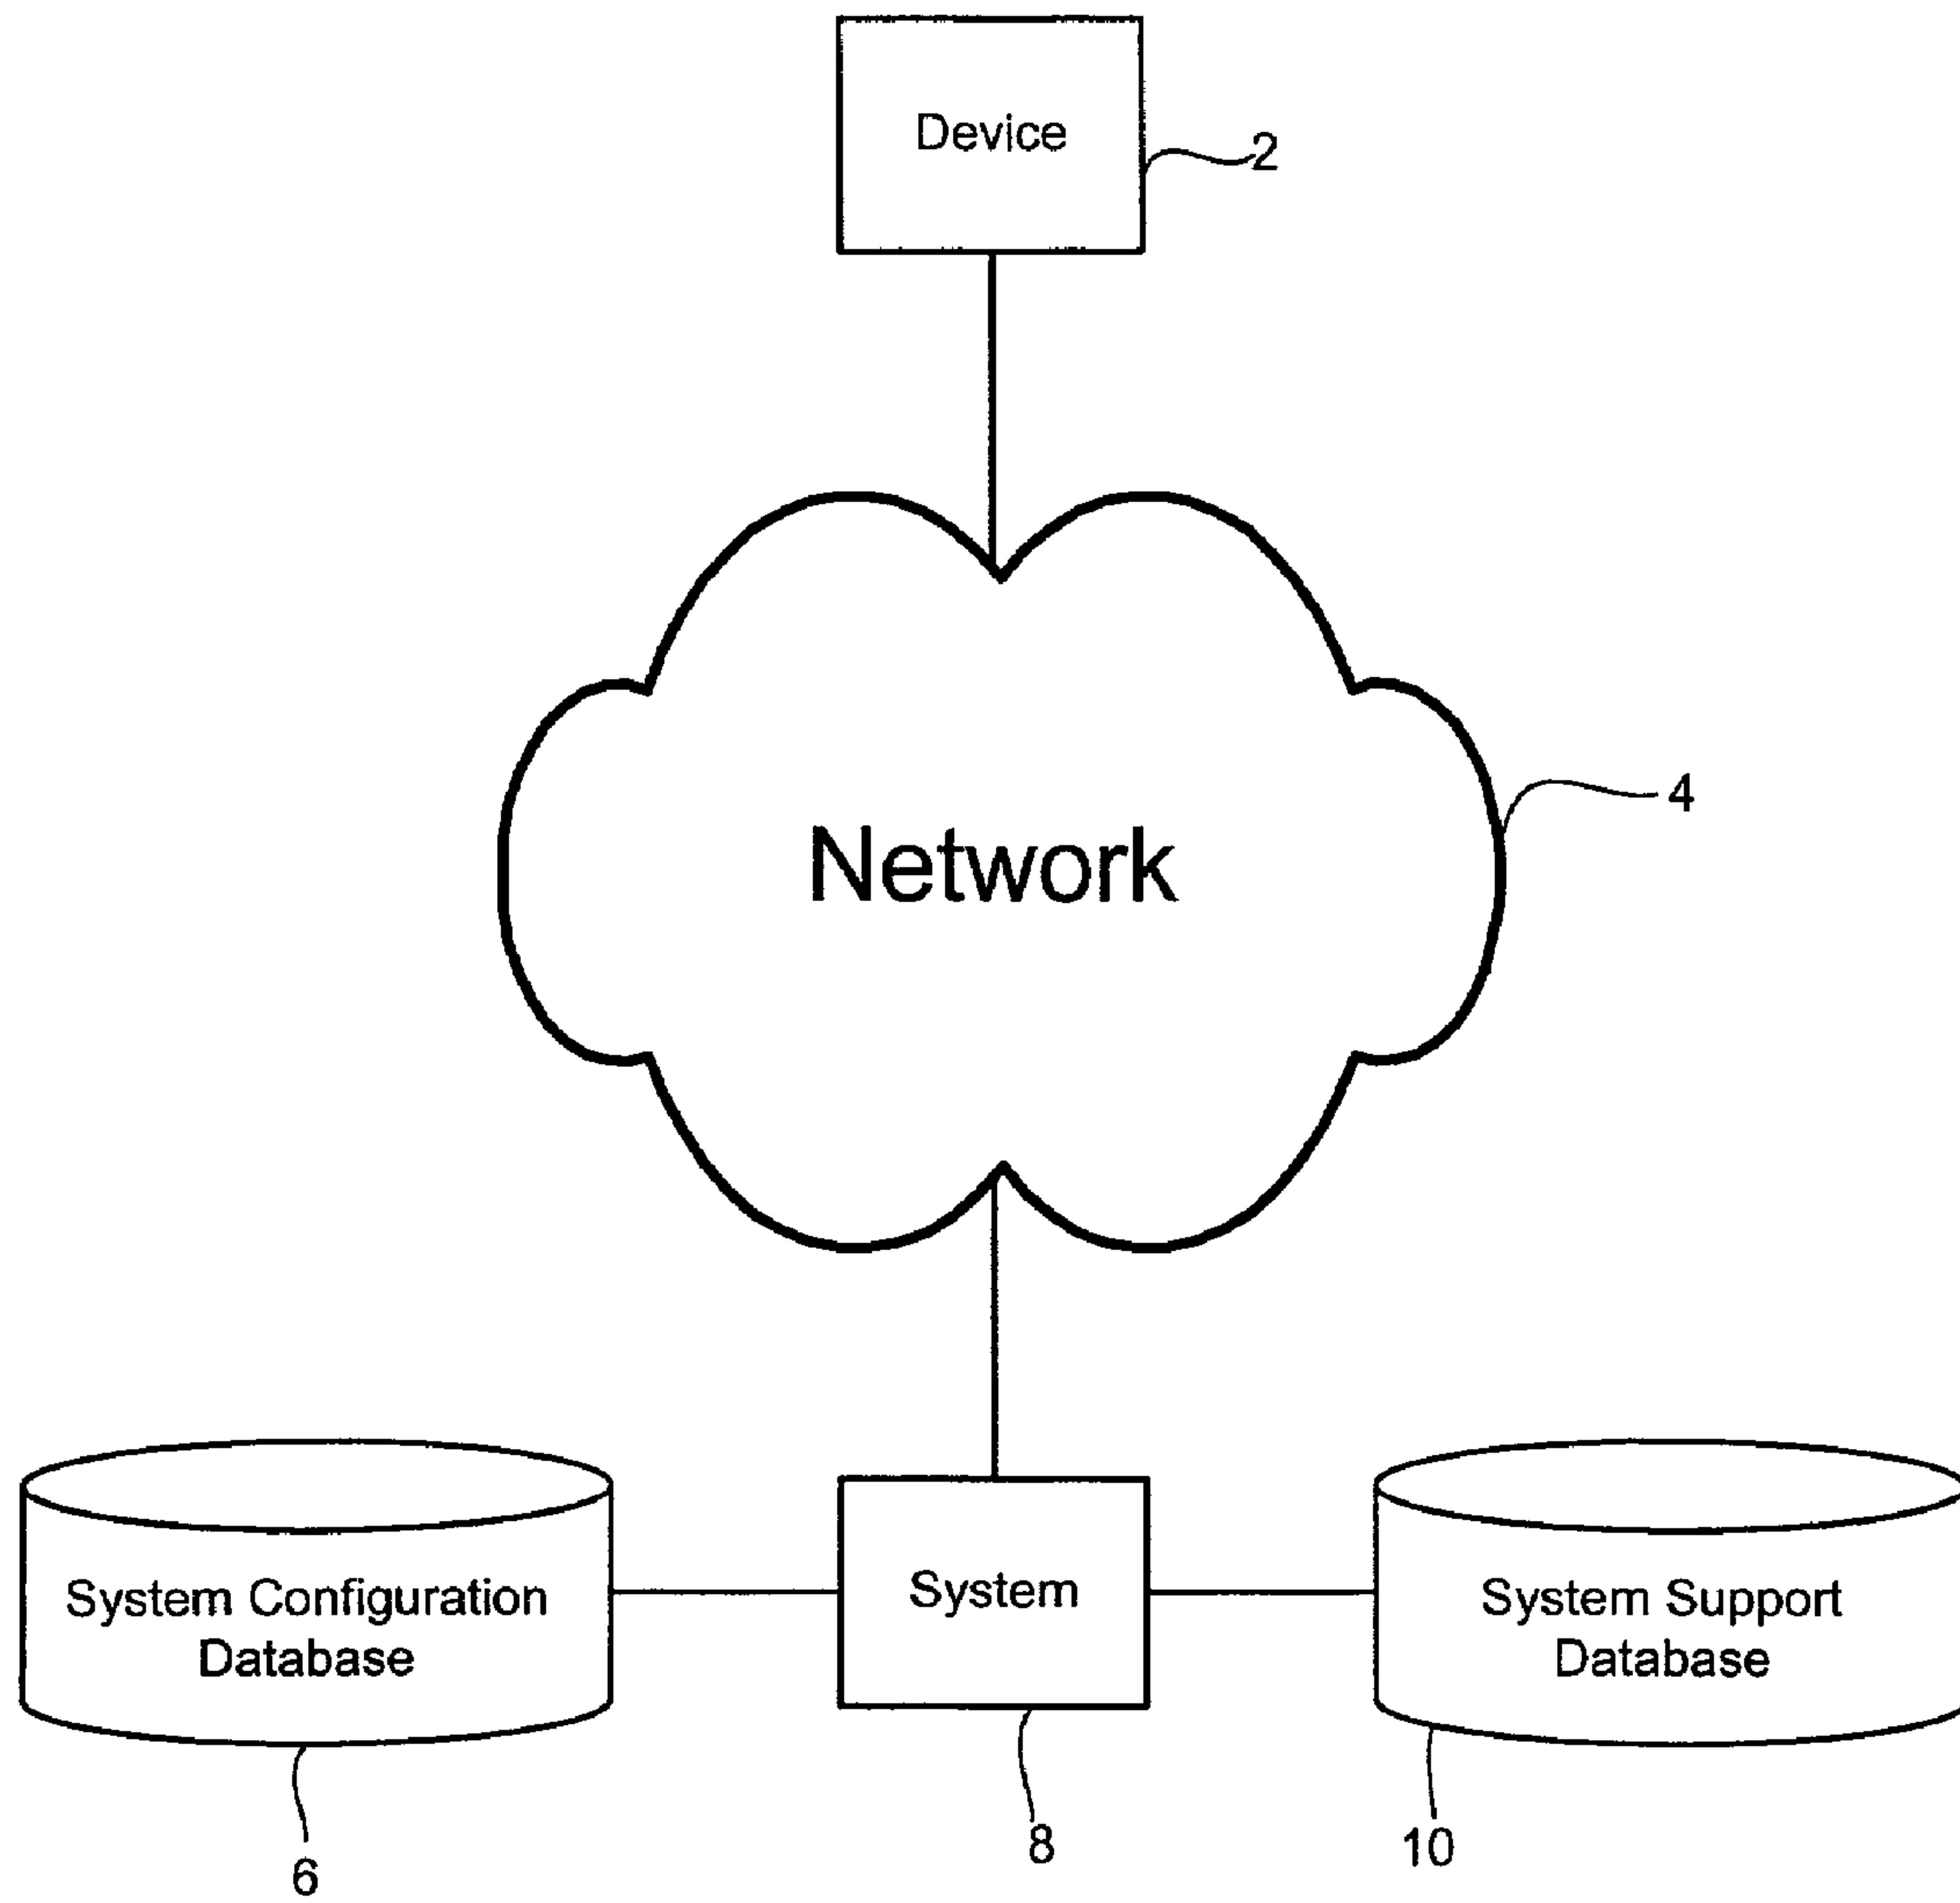 Device
2
4
Network
System Configuration
Database
System
System Support
Database
6
8
10